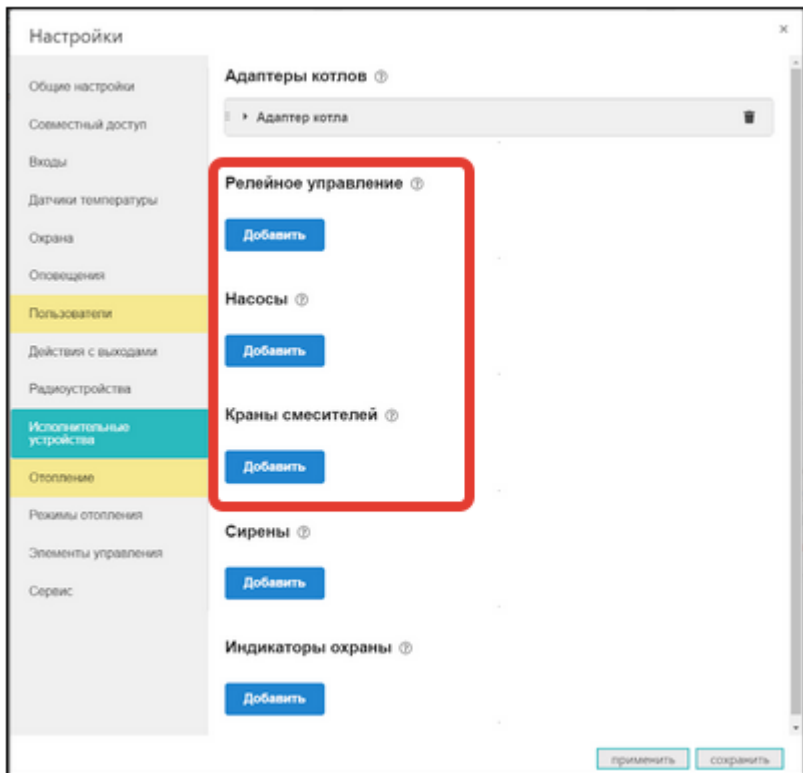 Настройки
Общие настройки
Совместный доступ
Входы
Датчики температуры
Охрана
Оповещения
Пользователи
Действия с выходами
Радиоустройства
Исполнительные
устройства
Отопление
Режимы отопления
Элементы управления
Сервис
Адаптеры котлов
Адаптер котла
Релейное управление
Добавить
Насосы
Добавить
Краны смесителей
Добавить
Сирены
Добавить
Индикаторы охраны
Добавить
применить
сохранить